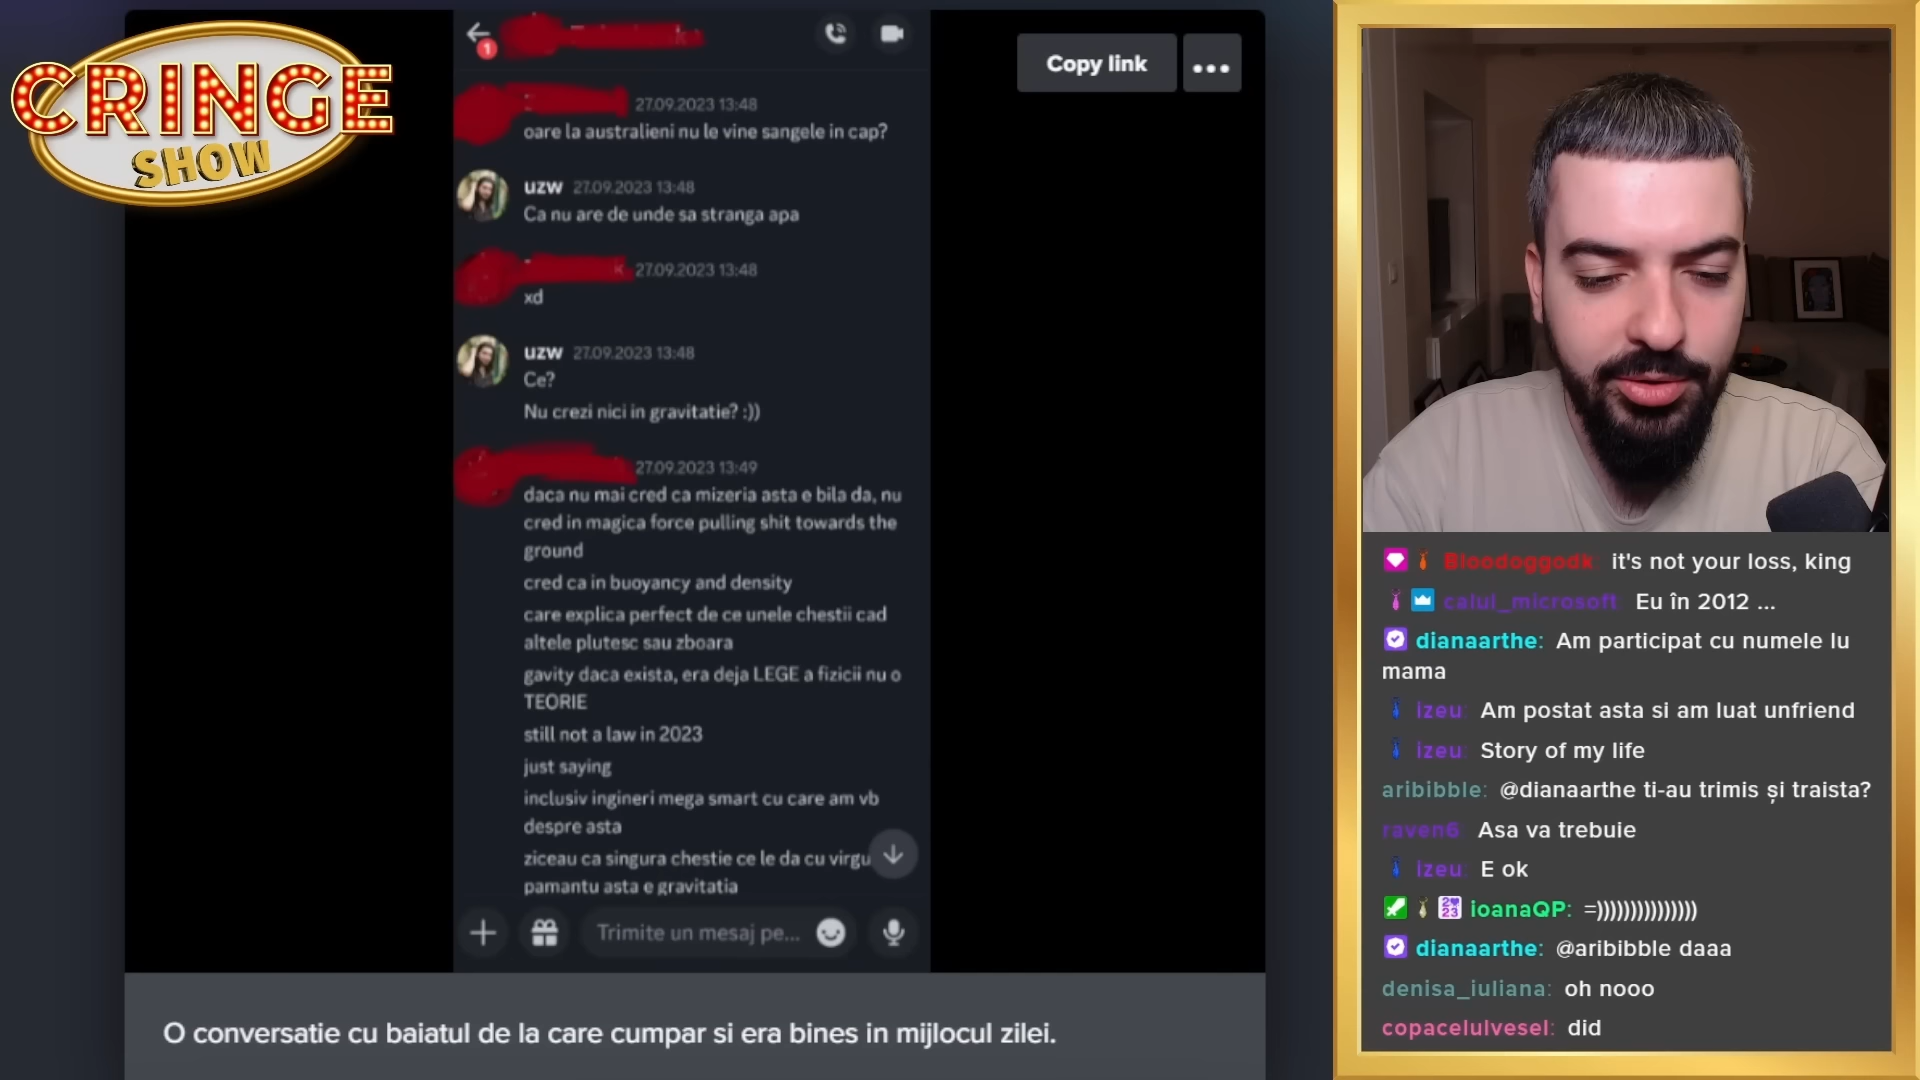 CRINGE
SHOW
1
Copy link
27.09.2023 13:48
oare la australieni nu le vine sangele in cap?
uzw 27.09.2023 13:48
Ca nu are de unde sa stranga apa
27.09.2023 13:48
xd
uzw 27.09.2023 13:48
Ce?
Nu crezi nici in gravitatie? :))
27.09.2023 13:49
daca nu mai cred ca mizeria asta e bila da, nu
cred in magica force pulling shit towards the
ground
cred ca in buoyancy and density
care explica perfect de ce unele chestii cad
altele plutesc sau zboara
gavity daca exista, era deja LEGE a fizicii nu o
TEORIE
still not a law in 2023
just saying
inclusiv ingineri mega smart cu care am vb
despre asta
ziceau ca singura chestie ce le da cu virgu
pamantu asta e gravitatia
Trimite un mesaj pe...
O conversatie cu baiatul de la care cumpar si era bines in mijlocul zilei.
Bloodoggodk: it's not your loss, king
calul_microsoft: Eu în 2012 ...
dianaarthe: Am participat cu numele lu
mama
izeu: Am postat asta si am luat unfriend
izeu: Story of my life
aribibble: @dianaarthe ti-au trimis și traista?
raven6: Asa va trebuie
izeu: E ok
2023 ioanaQP: =)))))))))))))))
dianaarthe: @aribibble daaa
denisa_iuliana: oh nooo
copacelulvesel: did